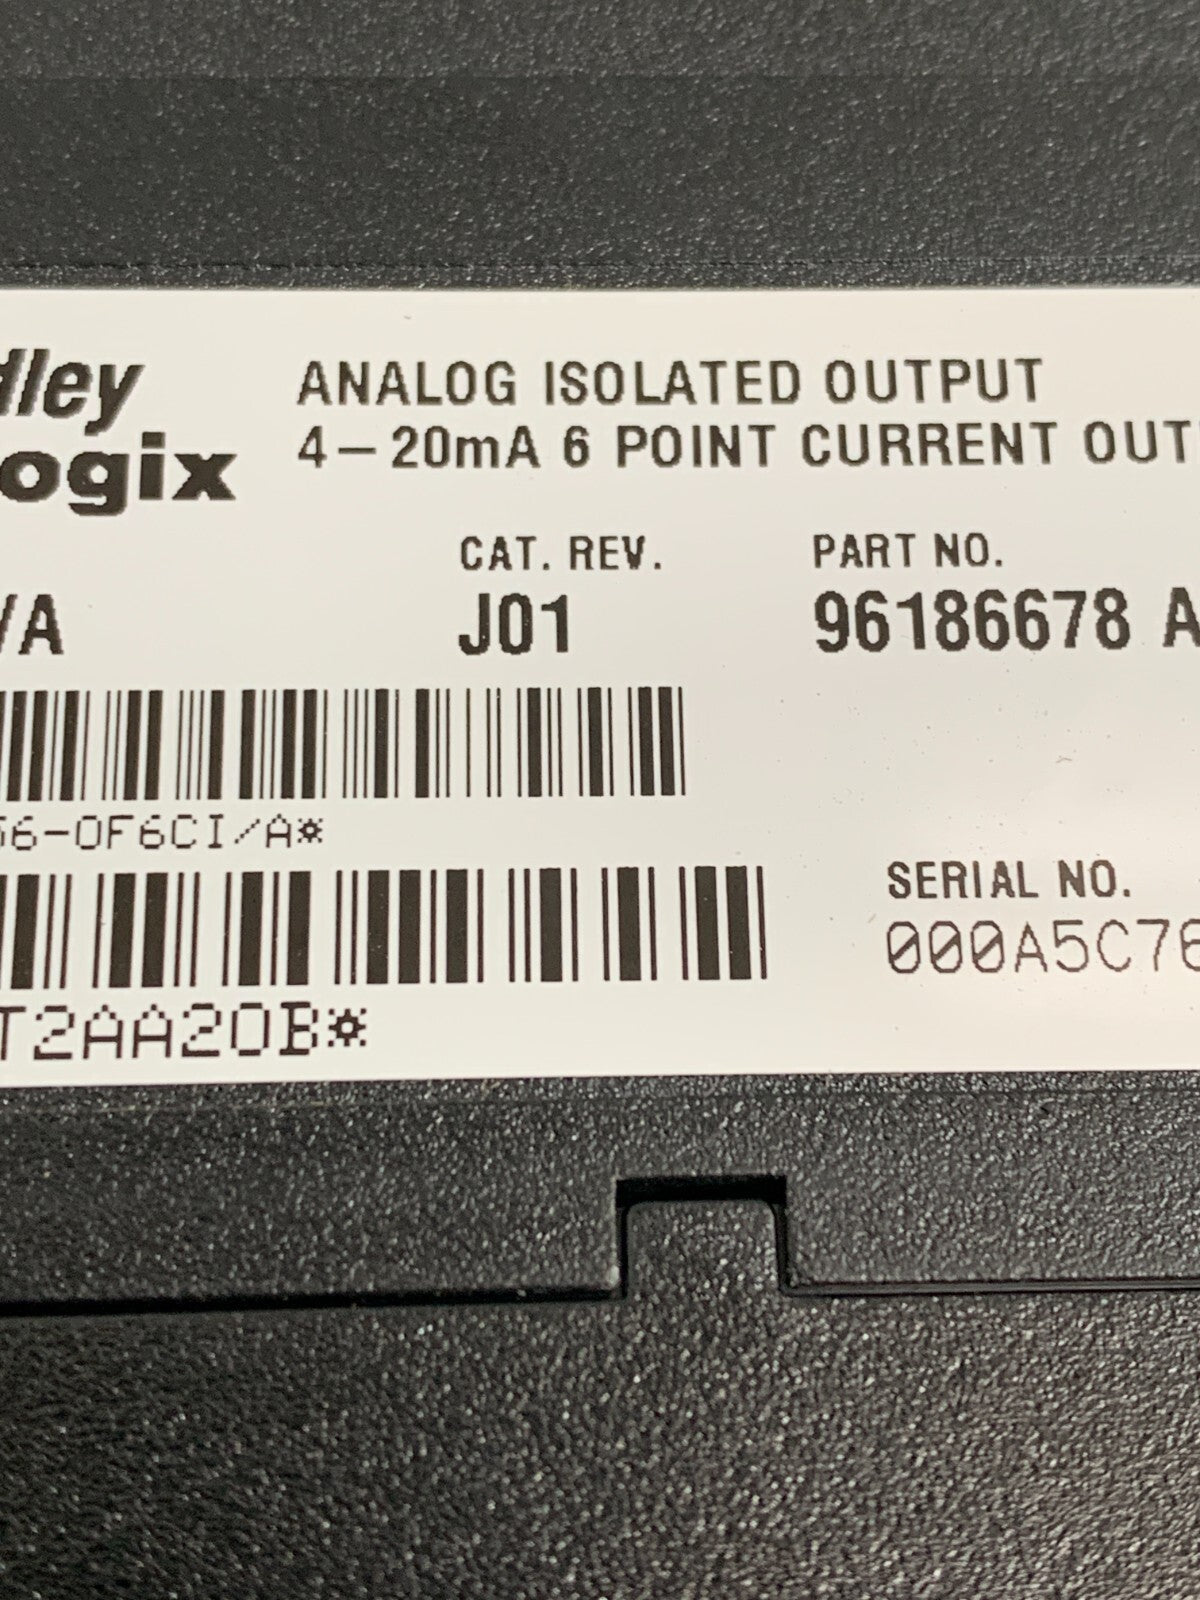 dley
ogix
ANALOG ISOLATED OUTPUT
4-20mA 6 POINT CURRENT OUT
CAT. REV.
PART NO.
/A
J01
96186678 A
56-OF6CI/A*
SERIAL NO.
000A5C76
T2AA20B*